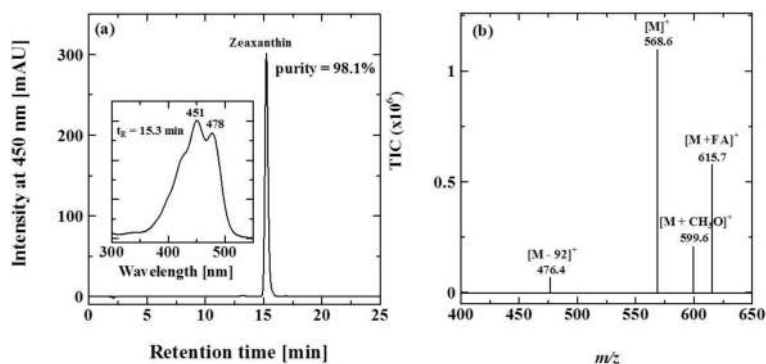 (a)
Zeaxanthin
purity = 98.1%
451
478
t_R = 15.3 min
300
400
500
Wavelength [nm]
300
200
100
0
0
5
10
15
20
25
Intensity at 450 nm [mAU]
Retention time [min]
(b)
[M]+
568.6
[M +FA]+
615.7
[M + CH3O]+
599.6
[M - 92]+
476.4
1
0.5
0
400
450
500
550
600
650
TIC (x10^6)
m/z